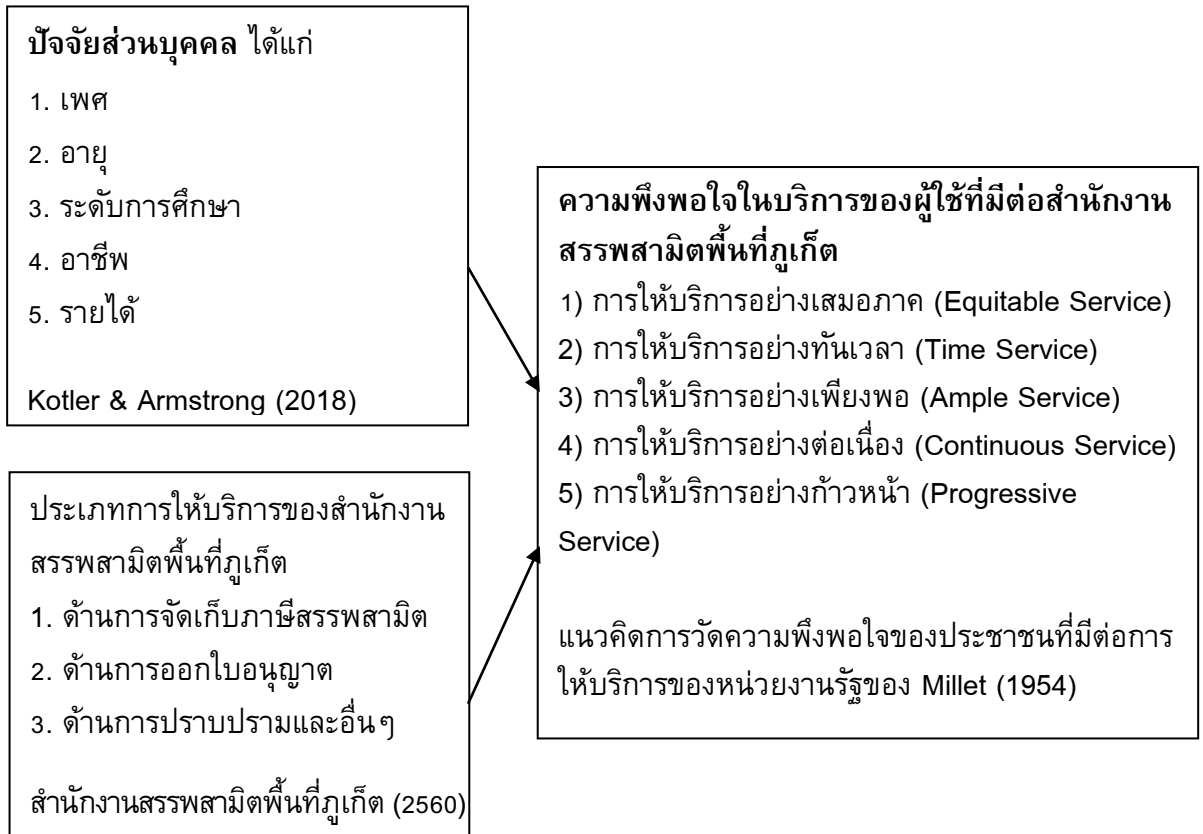 ปัจจัยส่วนบุคคล ได้แก่
1. เพศ
2. อายุ
3. ระดับการศึกษา
4. อาชีพ
5. รายได้
Kotler & Armstrong (2018)
ประเภทการให้บริการของสำนักงาน
สรรพสามิตพื้นที่ภูเก็ต
1. ด้านการจัดเก็บภาษีสรรพสามิต
2. ด้านการออกใบอนุญาต
3. ด้านการปราบปรามและอื่นๆ
สำนักงานสรรพสามิตพื้นที่ภูเก็ต (2560)
ความพึงพอใจในบริการของผู้ใช้ที่มีต่อสำนักงาน
สรรพสามิตพื้นที่ภูเก็ต
1) การให้บริการอย่างเสมอภาค (Equitable Service)
2) การให้บริการอย่างทันเวลา (Time Service)
3) การให้บริการอย่างเพียงพอ (Ample Service)
4) การให้บริการอย่างต่อเนื่อง (Continuous Service)
5) การให้บริการอย่างก้าวหน้า (Progressive
Service)
แนวคิดการวัดความพึงพอใจของประชาชนที่มีต่อการ
ให้บริการของหน่วยงานรัฐของ Millet (1954)